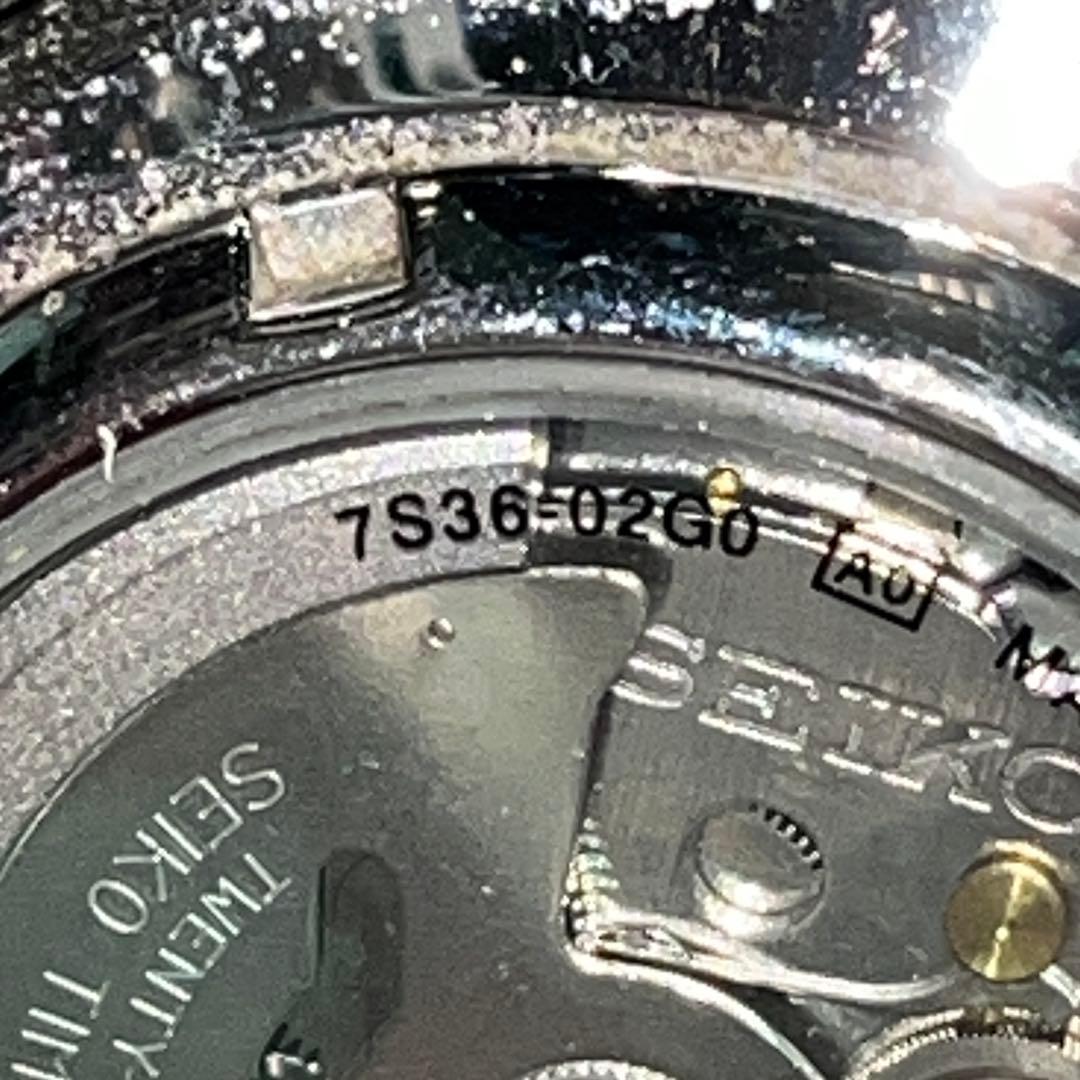 7S36-02G0 A0
SEIKO
SEIKO
TWENTY-